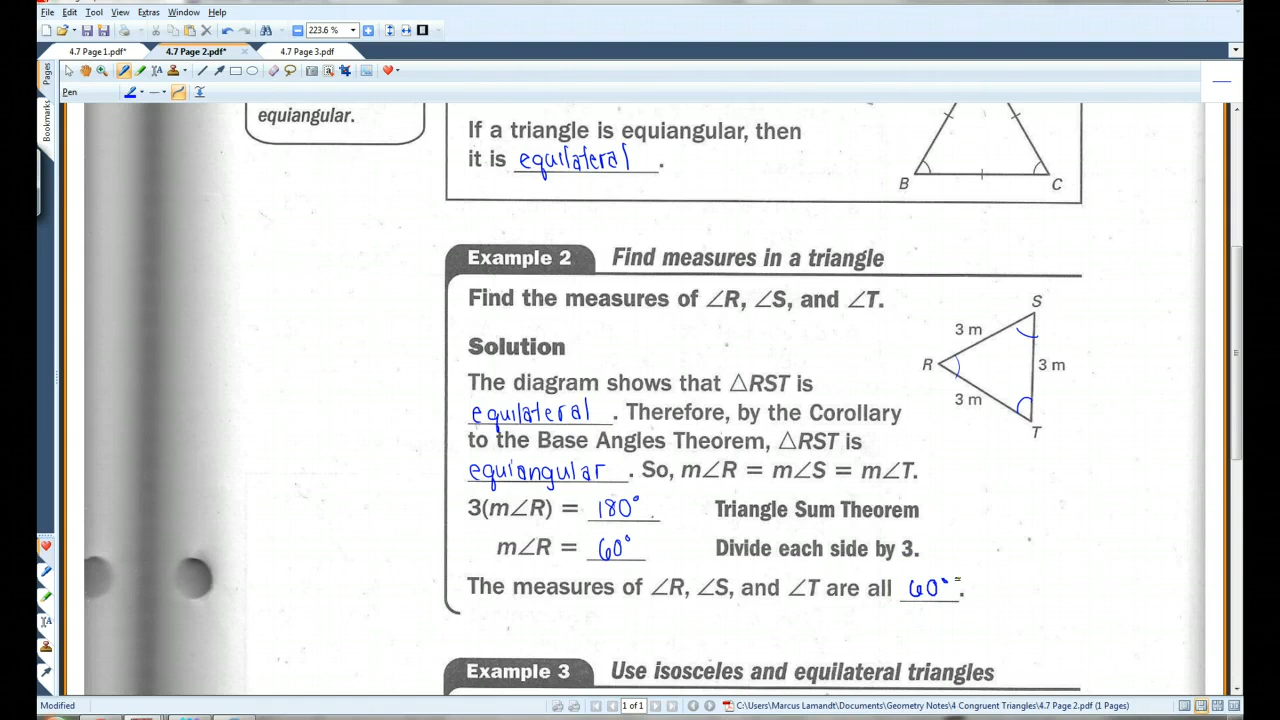 File Edit Tool View Extras Window Help
223.6 %
4.7 Page 1.pdf* 4.7 Page 2.pdf* 4.7 Page 3.pdf
Pen
Pages
Bookmarks
equiangular.
If a triangle is equiangular, then
it is equilateral.
B C
Example 2 Find measures in a triangle
Find the measures of ∠R, ∠S, and ∠T.
S
3 m
R
3 m
3 m
T
Solution
The diagram shows that △RST is
equilateral. Therefore, by the Corollary
to the Base Angles Theorem, △RST is
equiangular. So, m∠R = m∠S = m∠T.
3(m∠R) = 180° Triangle Sum Theorem
m∠R = 60° Divide each side by 3.
The measures of ∠R, ∠S, and ∠T are all 60°.
Example 3 Use isosceles and equilateral triangles
Modified
1 of 1
C:\Users\Marcus Lamandt\Documents\Geometry Notes\4 Congruent Triangles\4.7 Page 2.pdf (1 Pages)